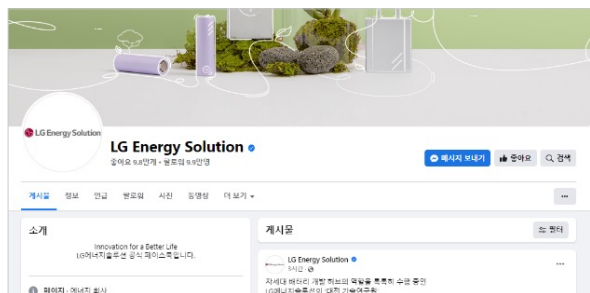 LG Energy Solution
LG Energy Solution
좋아요 9.8만개 • 팔로워 9.9만명
메시지 보내기
좋아요
검색
게시물 정보 언급 팔로워 사진 동영상 더 보기
소개
Innovation for a Better Life
LG에너지솔루션 공식 페이스북입니다.
페이지 · 에너지 회사
게시물
필터
LG Energy Solution
5시간
차세대 배터리 개발 허브의 역할을 톡톡히 수행 중인
LG에너지솔루션의 '대전 기술연구원'